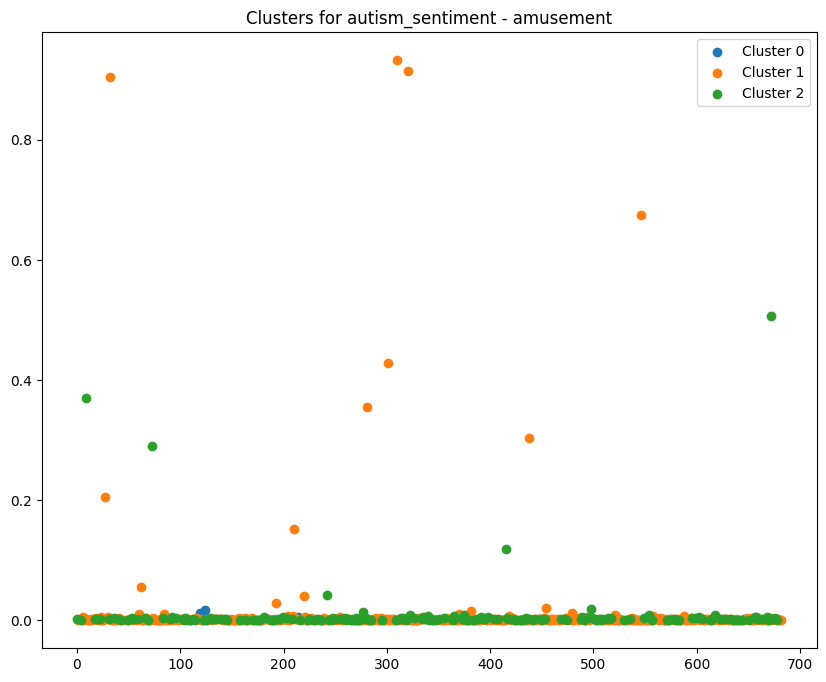 Clusters for autism_sentiment - amusement
Cluster 0
Cluster 1
Cluster 2
0.8
0.6
0.4
0.2
0.0
0 100 200 300 400 500 600 700